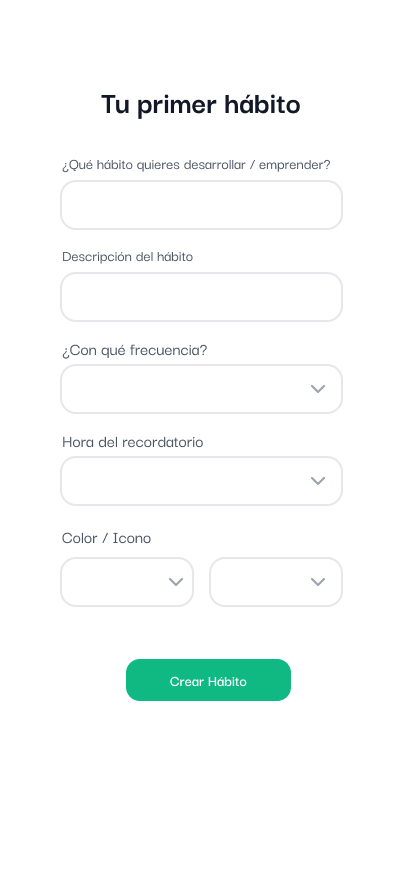 Tu primer hábito
¿Qué hábito quieres desarrollar / emprender?
Descripción del hábito
¿Con qué frecuencia?
Hora del recordatorio
Color / Icono
Crear Hábito